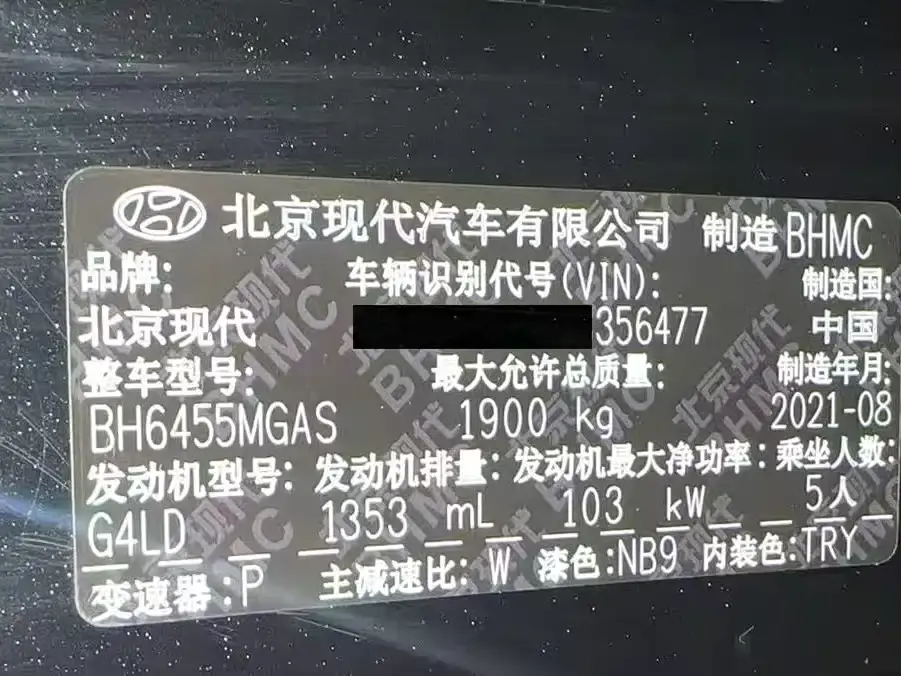 北京现代汽车有限公司 制造 BHMC
品牌: 车辆识别代号(VIN): 制造国:
北京现代 356477 中国
整车型号: 最大允许总质量: 制造年月:
BH6455MGAS 1900 kg 2021-08
发动机型号: 发动机排量: 发动机最大净功率: 乘坐人数:
G4LD 1353 mL 103 kW 5人
变速器:P 主减速比: W 漆色:NB9 内装色:TRY